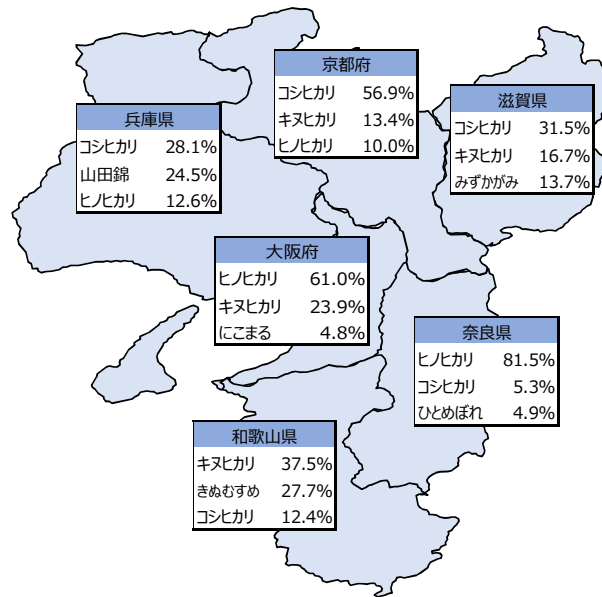 京都府
コシヒカリ 56.9%
キヌヒカリ 13.4%
ヒノヒカリ 10.0%
滋賀県
コシヒカリ 31.5%
キヌヒカリ 16.7%
みずかがみ 13.7%
兵庫県
コシヒカリ 28.1%
山田錦 24.5%
ヒノヒカリ 12.6%
大阪府
ヒノヒカリ 61.0%
キヌヒカリ 23.9%
にこまる 4.8%
奈良県
ヒノヒカリ 81.5%
コシヒカリ 5.3%
ひとめぼれ 4.9%
和歌山県
キヌヒカリ 37.5%
きぬむすめ 27.7%
コシヒカリ 12.4%